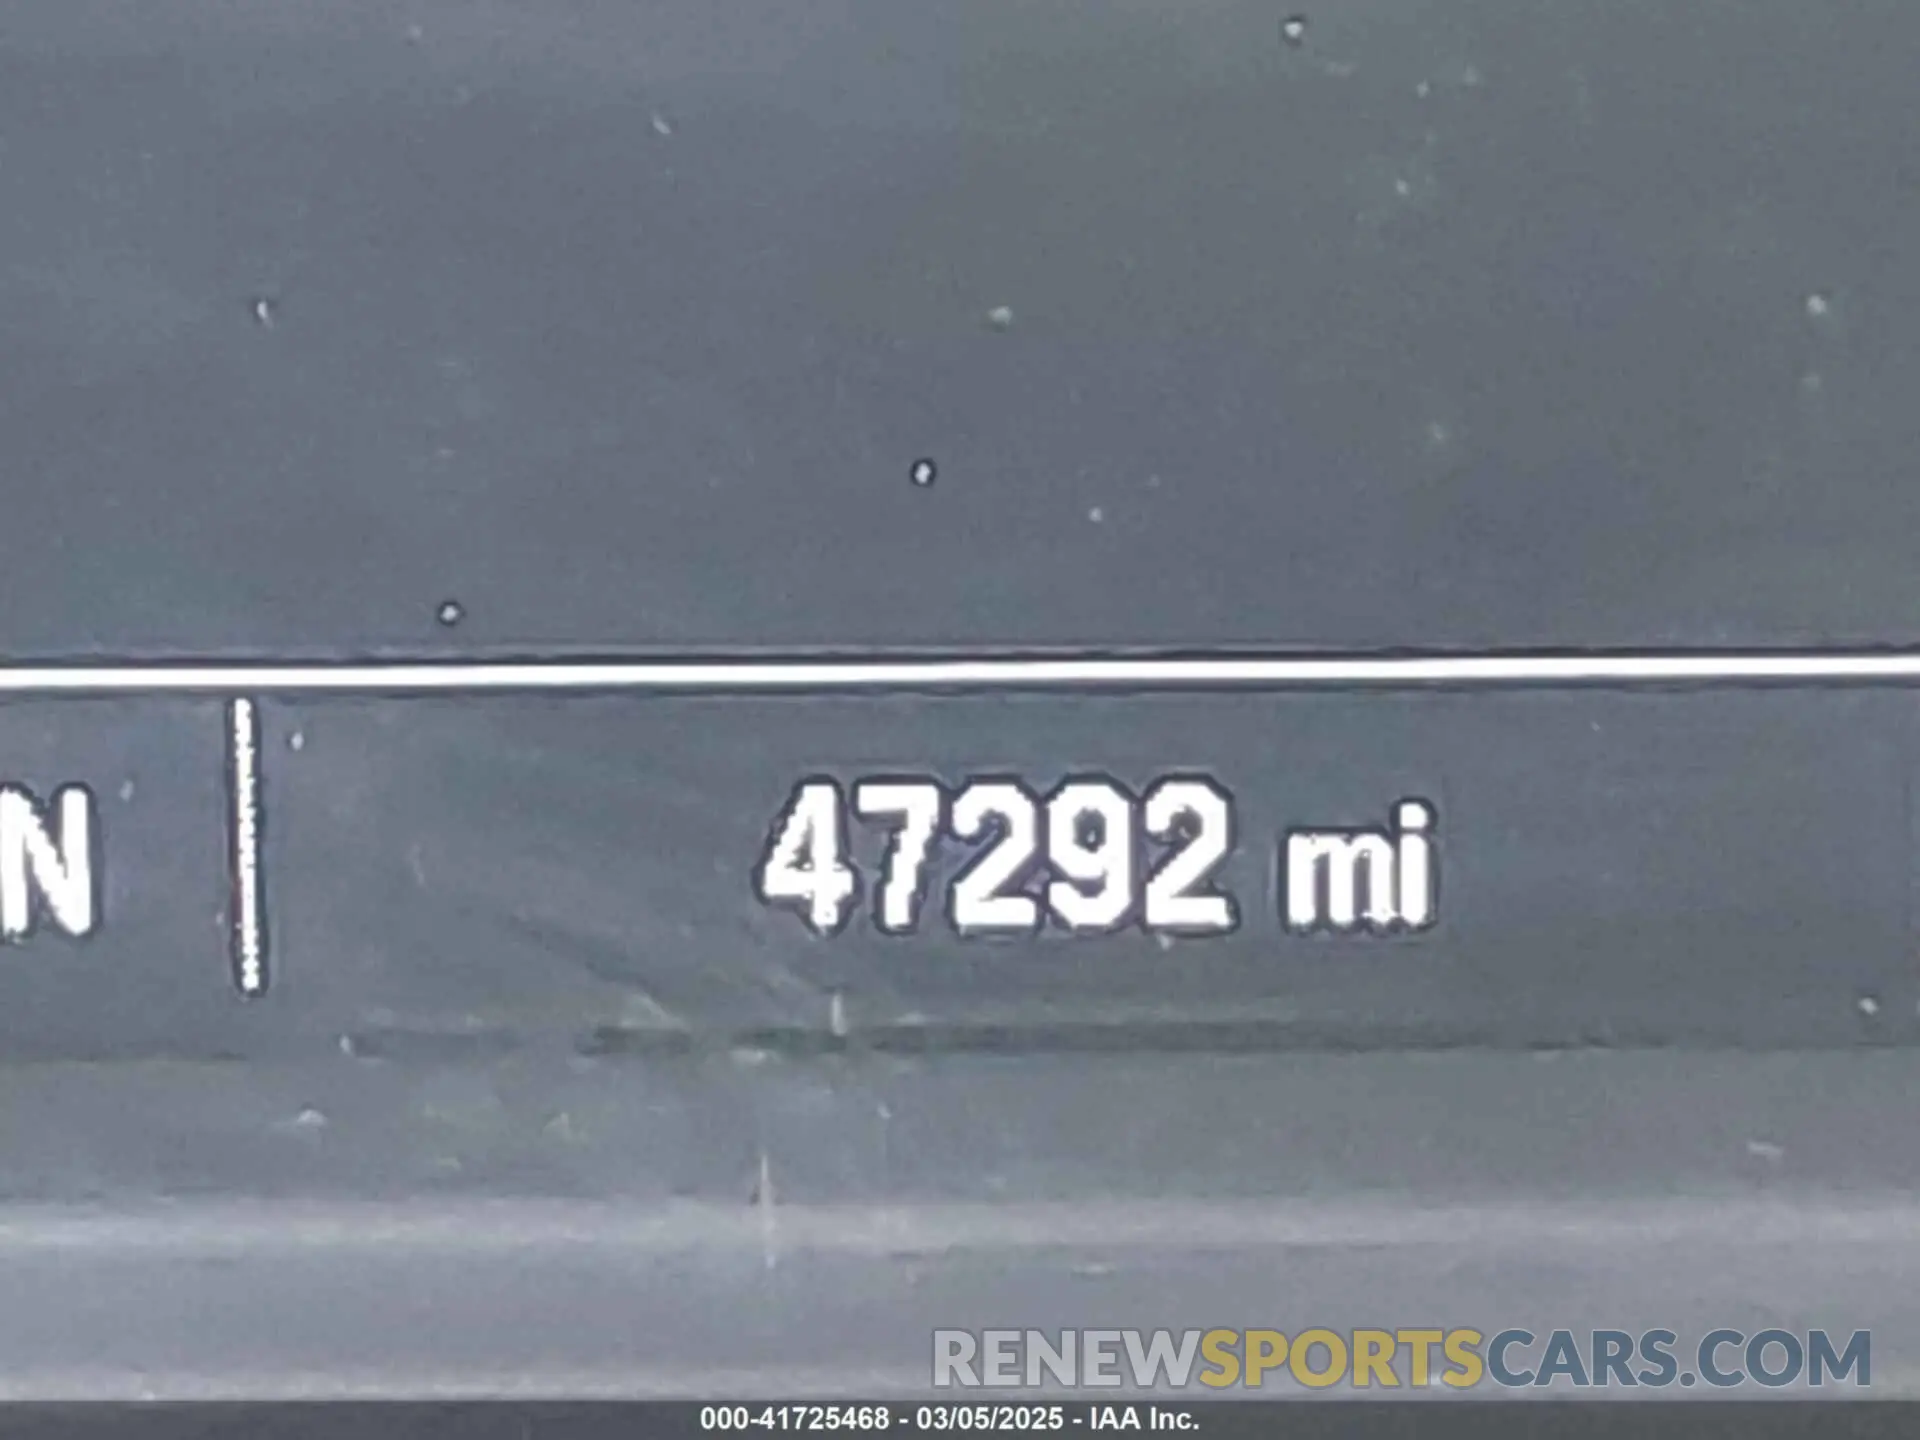 N 47292 mi
RENEWSPORTSCARS.COM
000-41725468 - 03/05/2025 - IAA Inc.